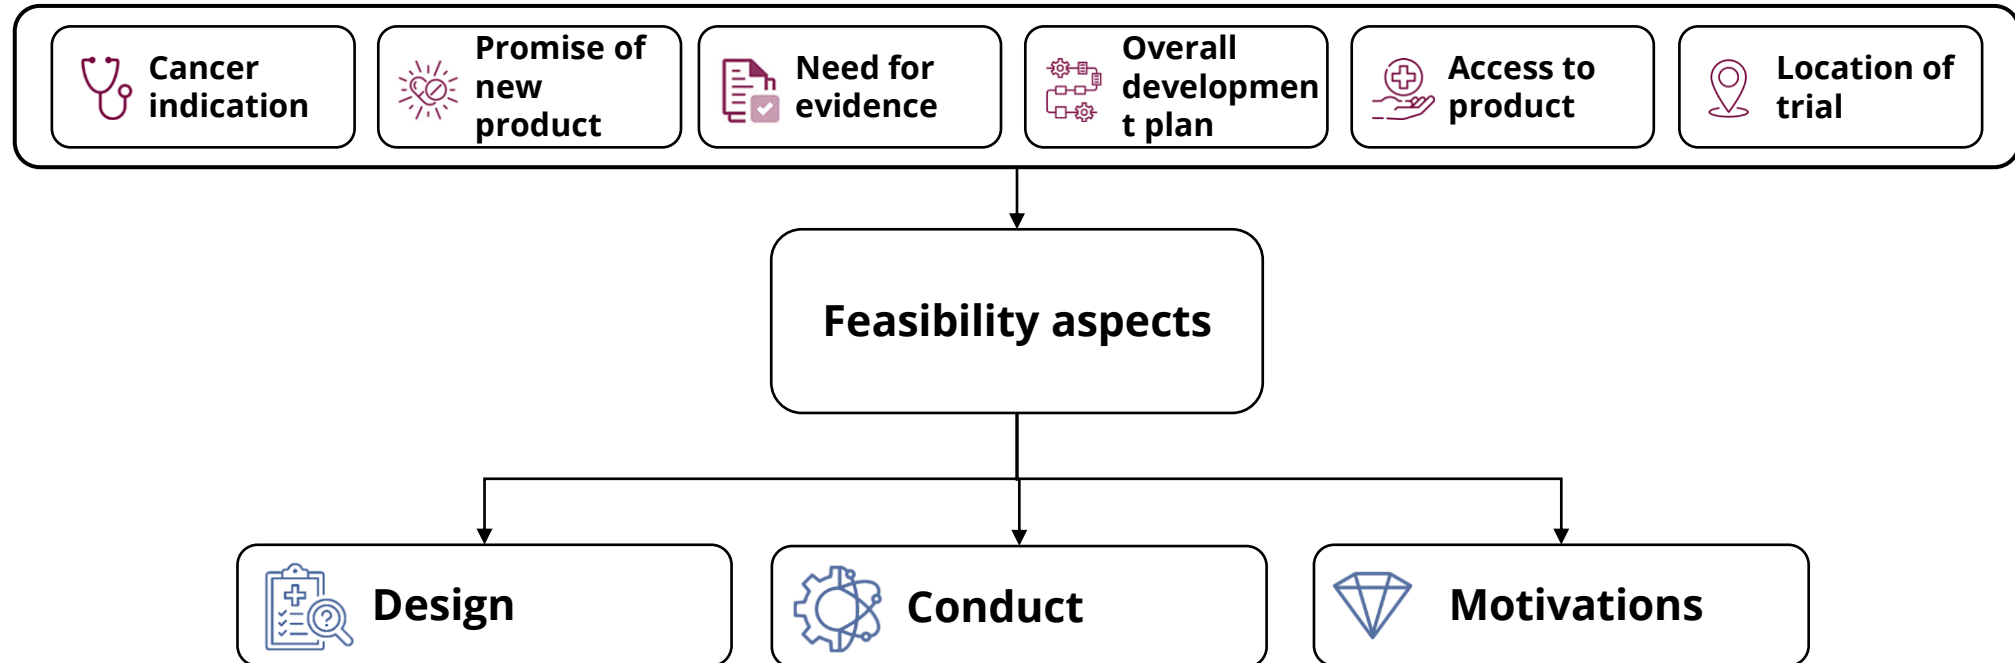 Cancer
indication
Promise of
new
product
Need for
evidence
Overall
developmen
t plan
Access to
product
Location of
trial
Feasibility aspects
Design
Conduct
Motivations